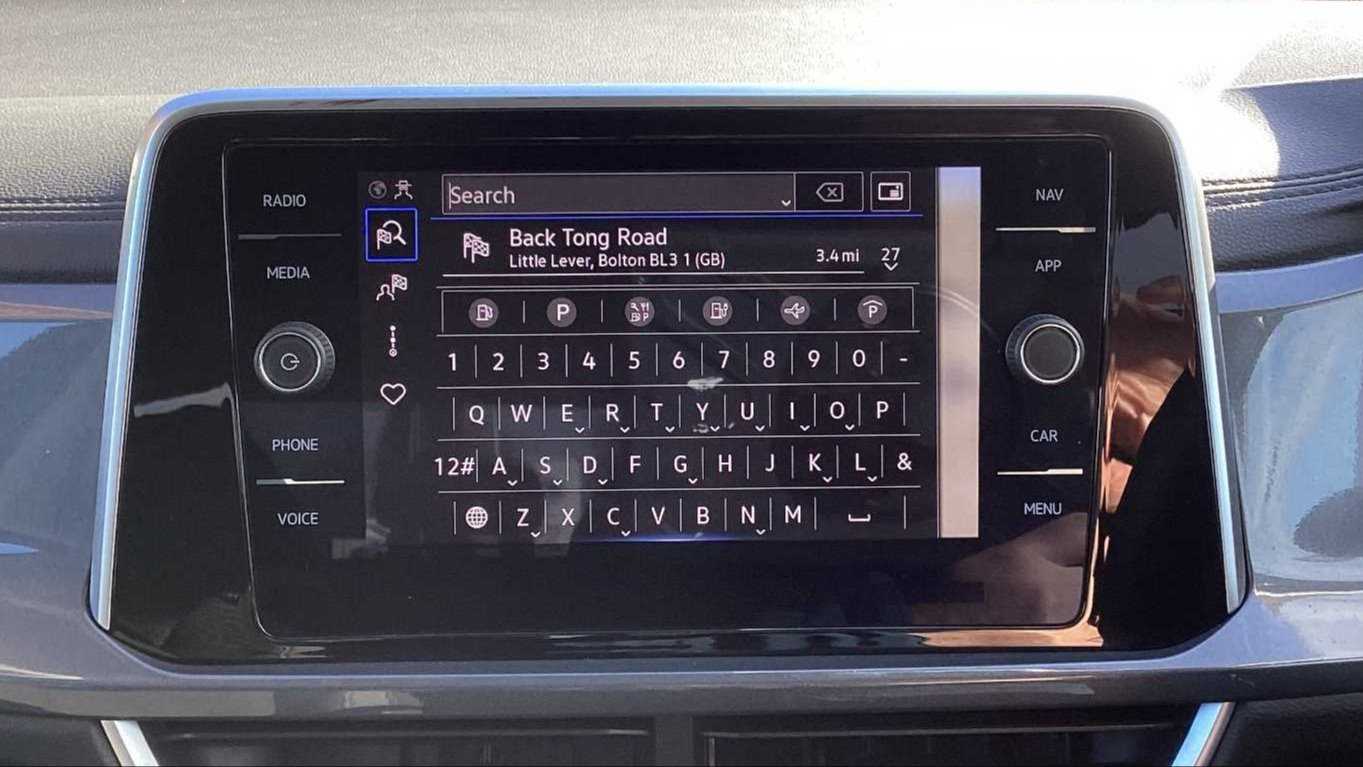 RADIO
MEDIA
PHONE
VOICE
Search
Back Tong Road
Little Lever, Bolton BL3 1 (GB)
3.4 mi
27
P
P
1 2 3 4 5 6 7 8 9 0 -
Q W E R T Y U I O P
12# A S D F G H J K L &
Z X C V B N M
NAV
APP
CAR
MENU